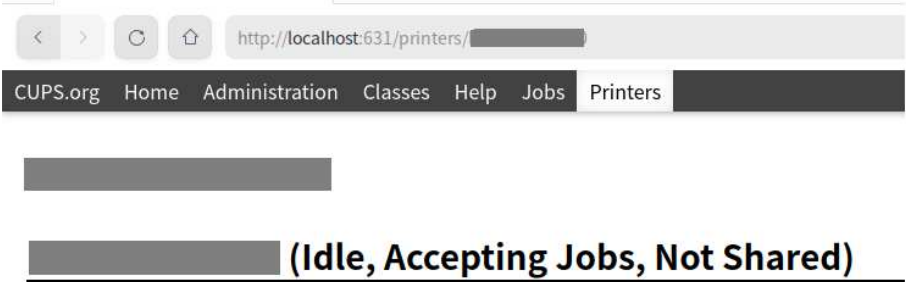 http://localhost:631/printers/
CUPS.org Home Administration Classes Help Jobs Printers
(Idle, Accepting Jobs, Not Shared)